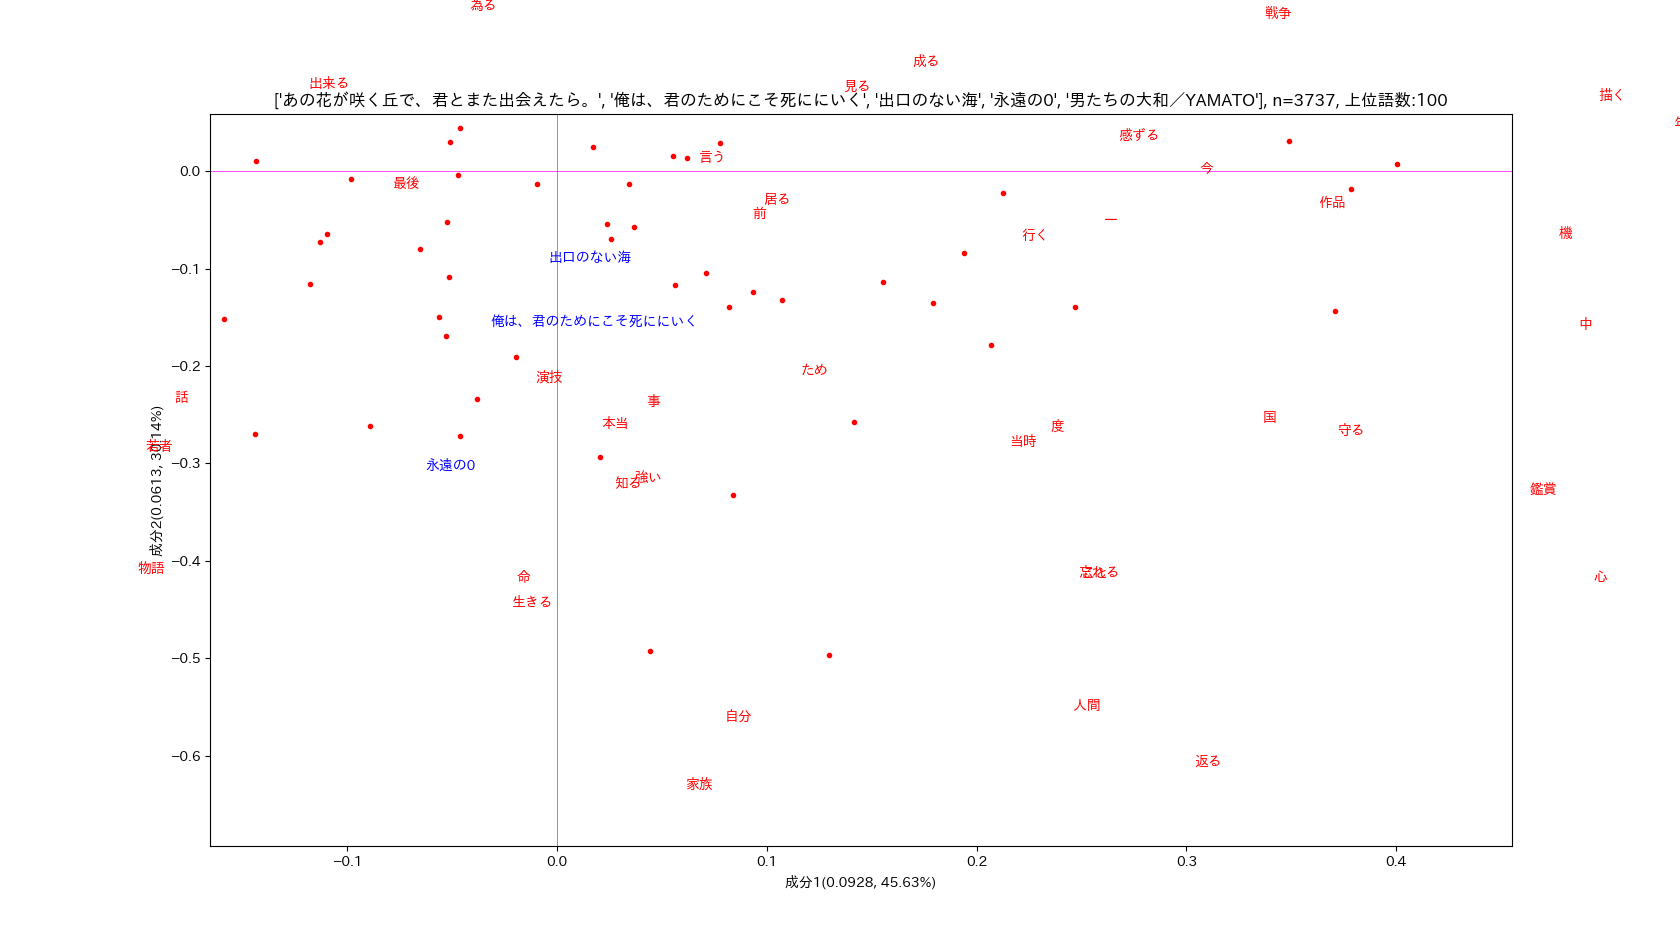 為る
戦争
成る
出来る
見る
描く
['あの花が咲く丘で、君とまた出会えたら。', '俺は、君のためにこそ死ににいく', '出口のない海', '永遠の0', '男たちの大和／YAMATO'], n=3737, 上位語数:100
感ずる
言う
今
0.0
最後
居る
作品
前
一
行く
機
出口のない海
−0.1
俺は、君のためにこそ死ににいく
中
−0.2
ため
演技
話
事
本当
国
度
守る
当時
若者
−0.3
永遠の0
強い
知る
鑑賞
成分2(0.0613, 30.14%)
−0.4
物語
命
忘れる
心
生きる
−0.5
人間
自分
−0.6
返る
家族
−0.1
0.0
0.1
0.2
0.3
0.4
成分1(0.0928, 45.63%)